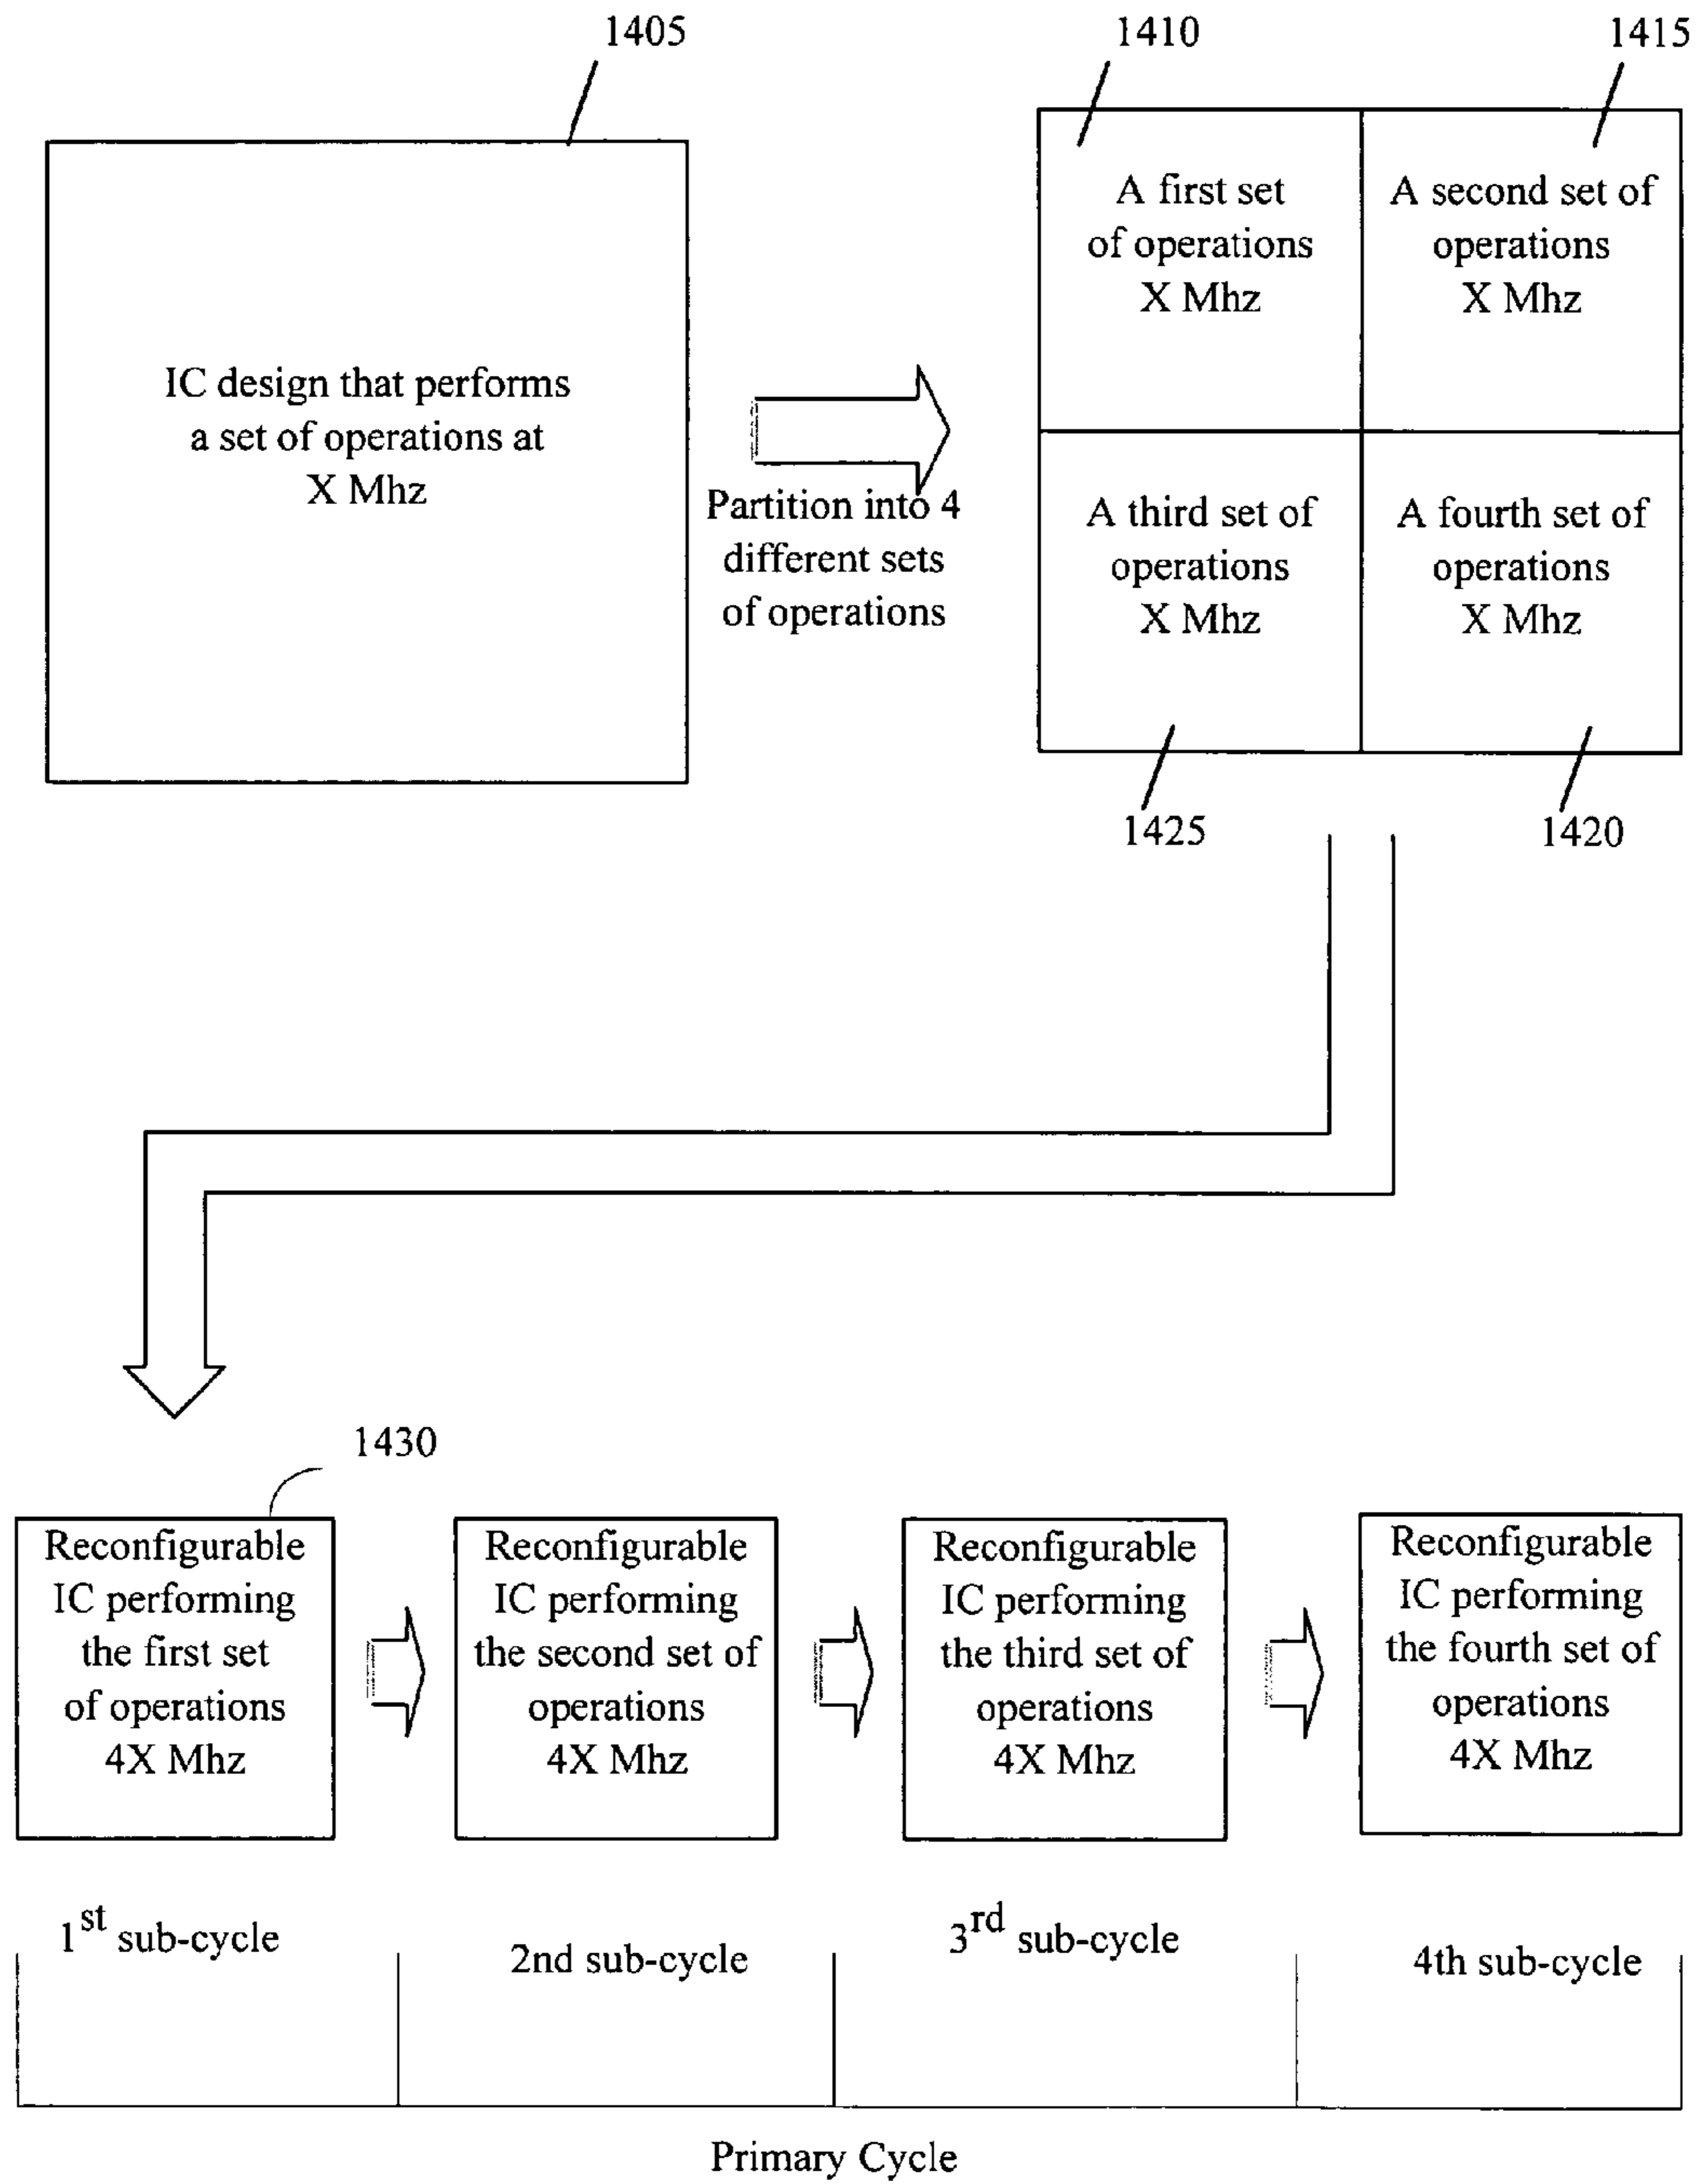 1405
1410
1415
IC design that performs
a set of operations at
X Mhz
Partition into 4
different sets
of operations
A first set
of operations
X Mhz
A second set of
operations
X Mhz
A third set of
operations
X Mhz
A fourth set of
operations
X Mhz
1425
1420
1430
Reconfigurable
IC performing
the first set
of operations
4X Mhz
Reconfigurable
IC performing
the second set of
operations
4X Mhz
Reconfigurable
IC performing
the third set of
operations
4X Mhz
Reconfigurable
IC performing
the fourth set of
operations
4X Mhz
1st sub-cycle
2nd sub-cycle
3rd sub-cycle
4th sub-cycle
Primary Cycle